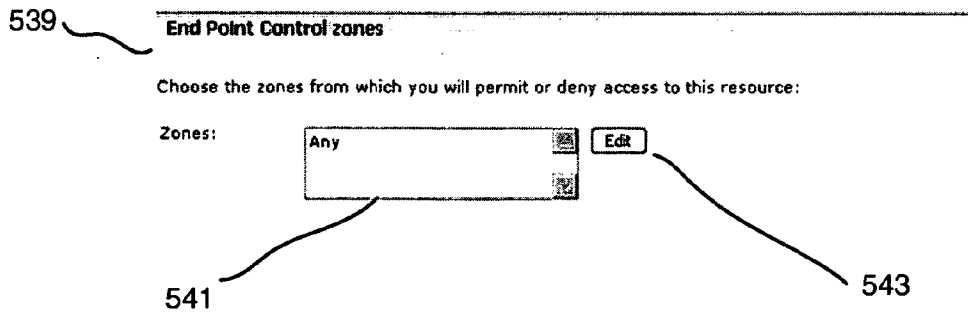 539
End Point Control zones
Choose the zones from which you will permit or deny access to this resource:
Zones:
Any
Edit
541
543